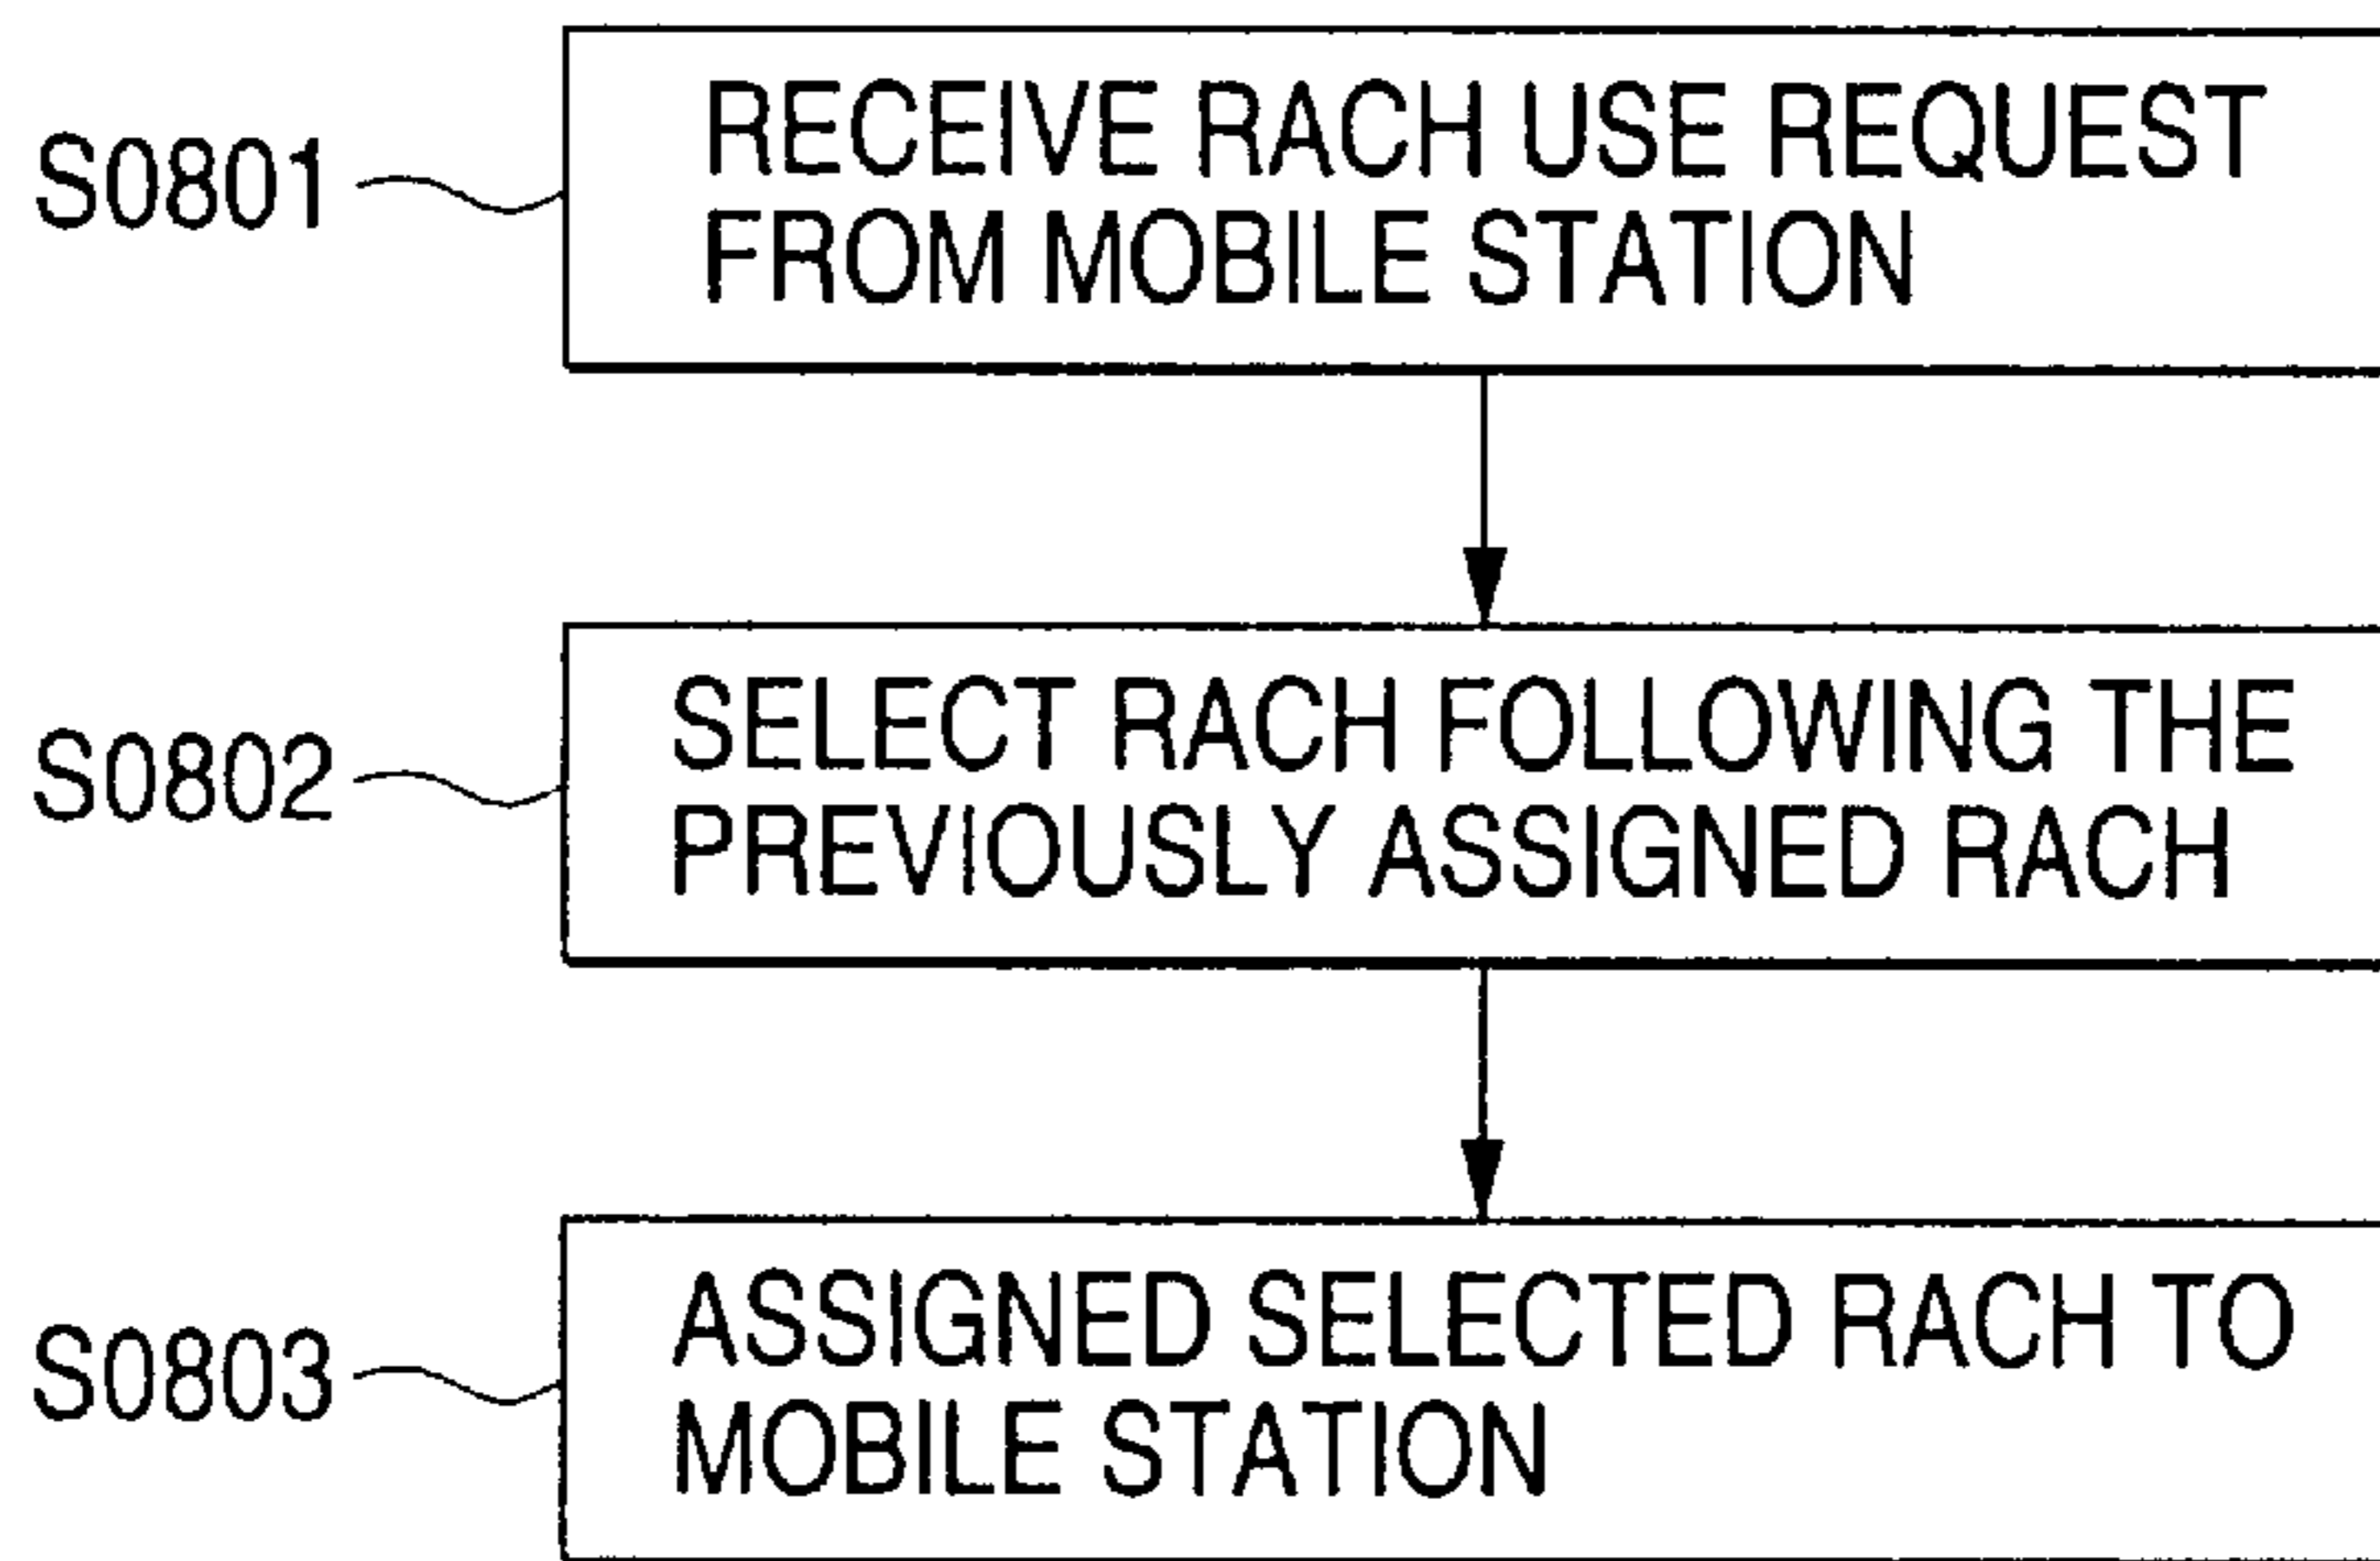 S0801
RECEIVE RACH USE REQUEST
FROM MOBILE STATION
S0802
SELECT RACH FOLLOWING THE
PREVIOUSLY ASSIGNED RACH
S0803
ASSIGNED SELECTED RACH TO
MOBILE STATION